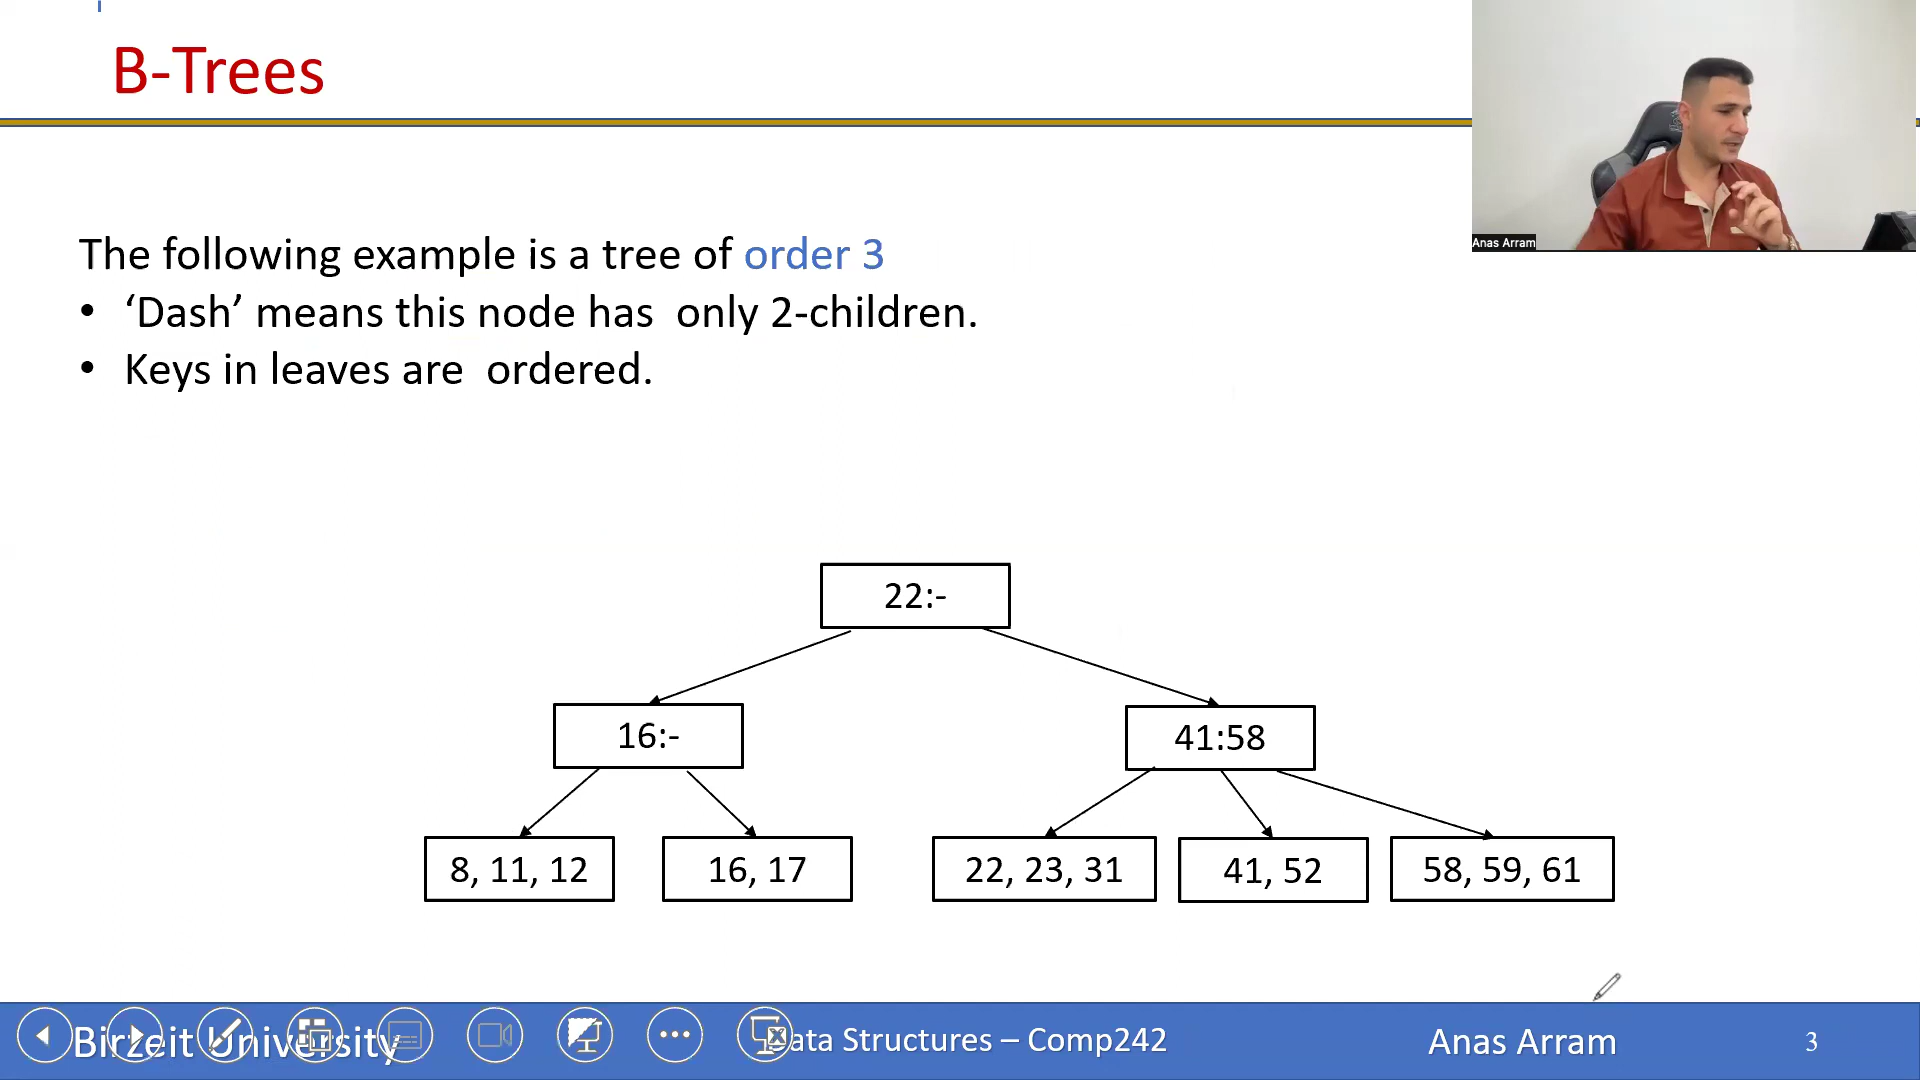 B-Trees
Anas Arram
The following example is a tree of order 3
• ‘Dash’ means this node has only 2-children.
• Keys in leaves are ordered.
22:-
16:-
41:58
8, 11, 12
16, 17
22, 23, 31
41, 52
58, 59, 61
Birzeit University
Data Structures – Comp242
Anas Arram
3